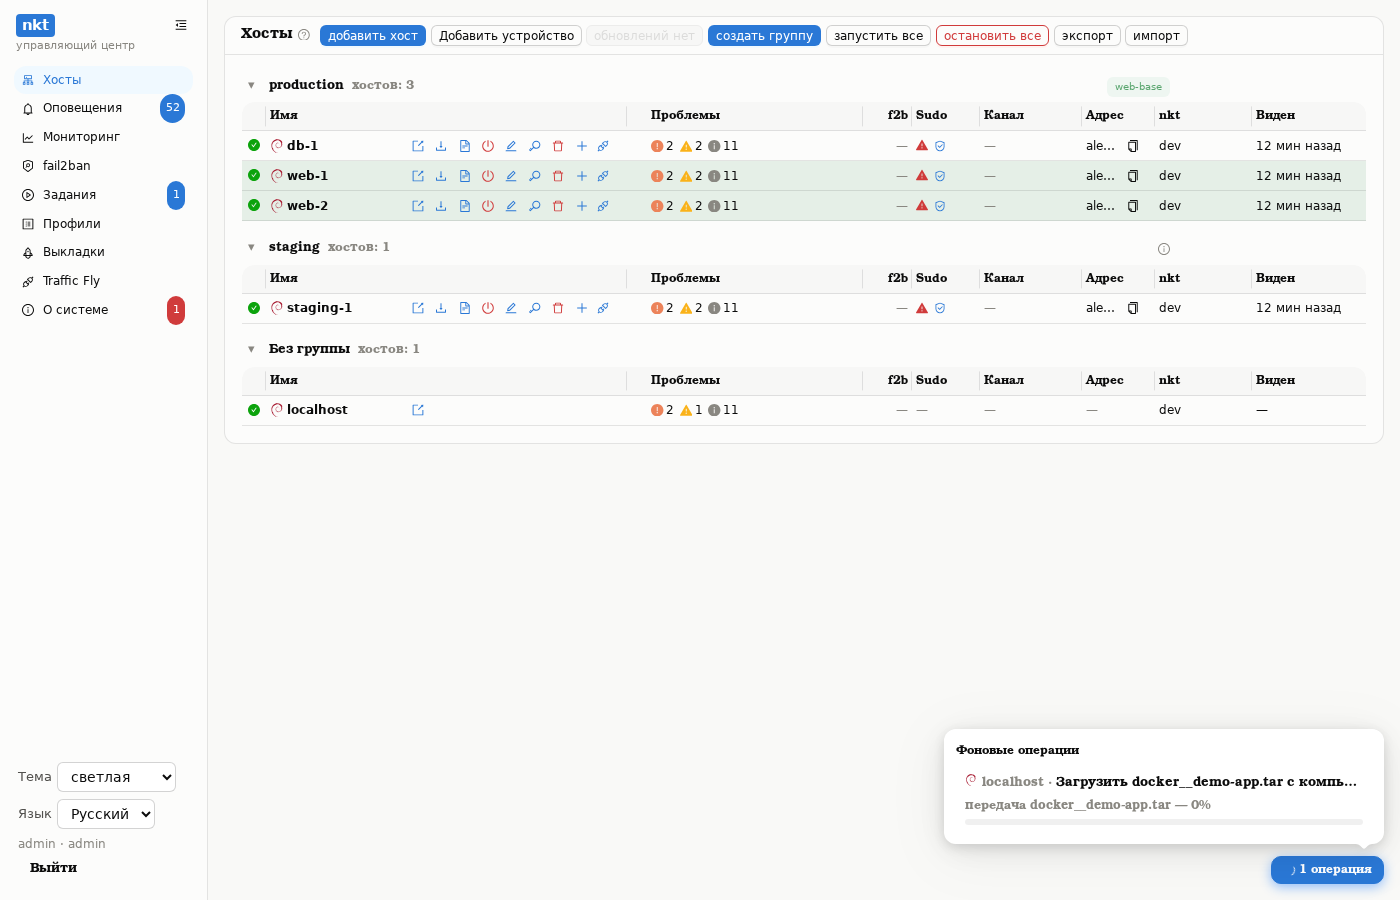 nkt
управляющий центр
Хосты
Оповещения 52
Мониторинг
fail2ban
Задания 1
Профили
Выкладки
Traffic Fly
О системе 1
Тема светлая
Язык Русский
admin · admin
Выйти
Хосты добавить хост Добавить устройство обновлений нет создать группу запустить все остановить все экспорт импорт
production хостов: 3 web-base
Имя Проблемы f2b Sudo Канал Адрес nkt Виден
db-1 2 2 11 — — ale... dev 12 мин назад
web-1 2 2 11 — — ale... dev 12 мин назад
web-2 2 2 11 — — ale... dev 12 мин назад
staging хостов: 1
Имя Проблемы f2b Sudo Канал Адрес nkt Виден
staging-1 2 2 11 — — ale... dev 12 мин назад
Без группы хостов: 1
Имя Проблемы f2b Sudo Канал Адрес nkt Виден
localhost 2 1 11 — — — — dev —
Фоновые операции
localhost · Загрузить docker__demo-app.tar с компь...
передача docker__demo-app.tar — 0%
1 операция